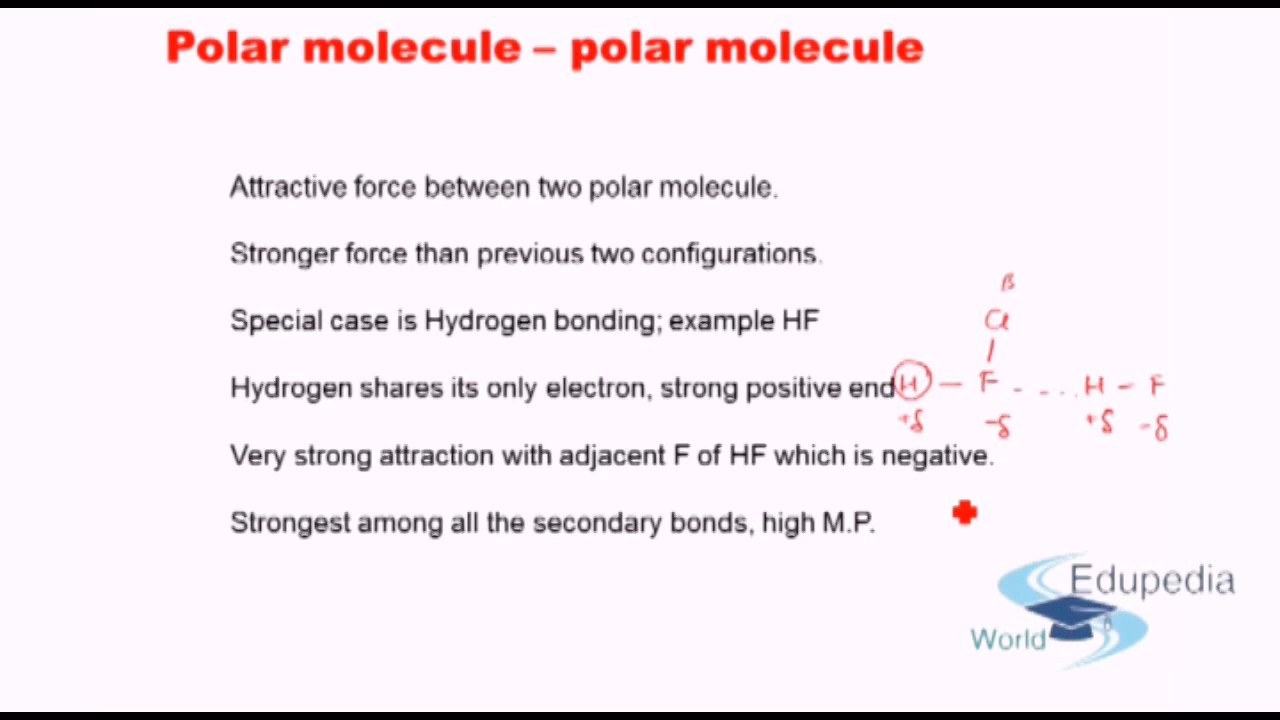 Polar molecule – polar molecule
Attractive force between two polar molecule.
Stronger force than previous two configurations.
Special case is Hydrogen bonding; example HF
Hydrogen shares its only electron, strong positive end
Cl
H – F - - - . . H – F
+δ -δ +δ -δ
Very strong attraction with adjacent F of HF which is negative.
Strongest among all the secondary bonds, high M.P.
Edupedia
World